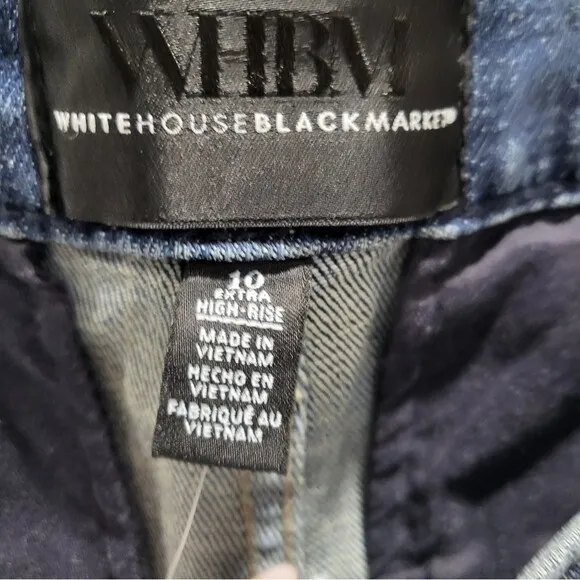 WHBM
WHITEHOUSEBLACKMARKET
10
EXTRA
HIGH-RISE
MADE IN
VIETNAM
HECHO EN
VIETNAM
FABRIQUÉ AU
VIETNAM